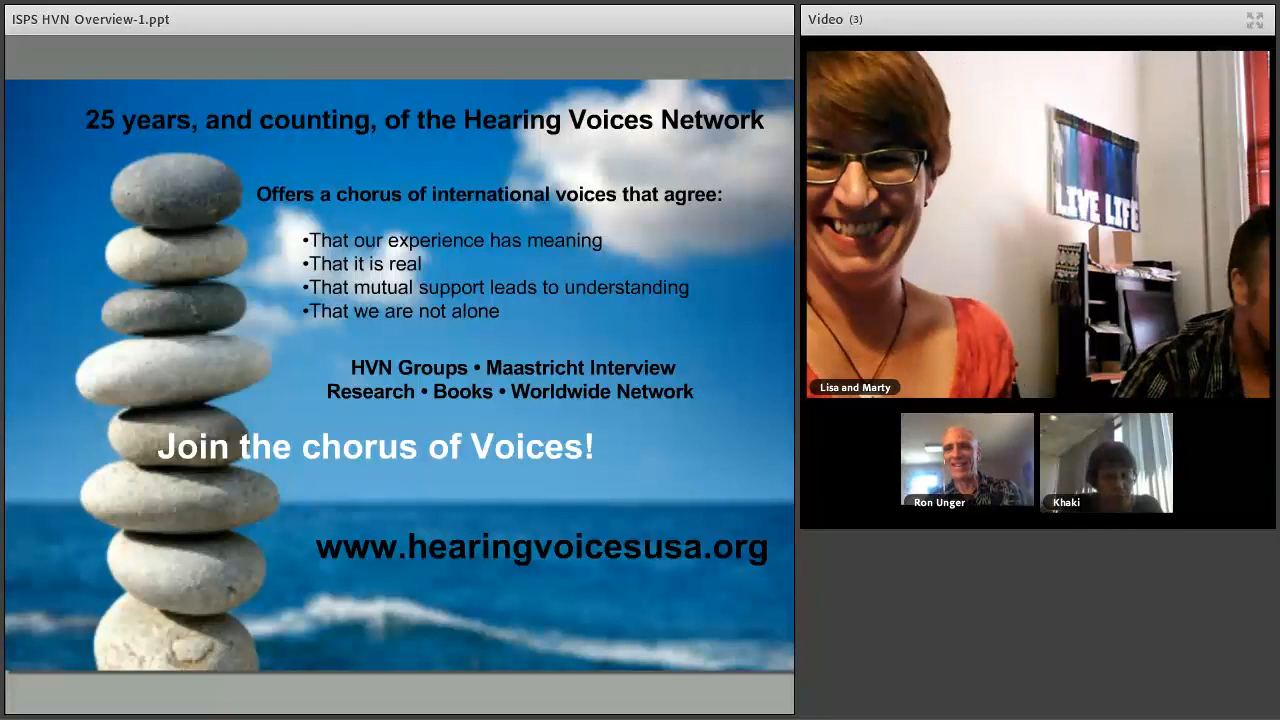 ISPS HVN Overview-1.ppt
25 years, and counting, of the Hearing Voices Network
Offers a chorus of international voices that agree:
•That our experience has meaning
•That it is real
•That mutual support leads to understanding
•That we are not alone
HVN Groups • Maastricht Interview
Research • Books • Worldwide Network
Join the chorus of Voices!
www.hearingvoicesusa.org
Video (3)
LIVE LIFE
Lisa and Marty
Ron Unger
Khaki